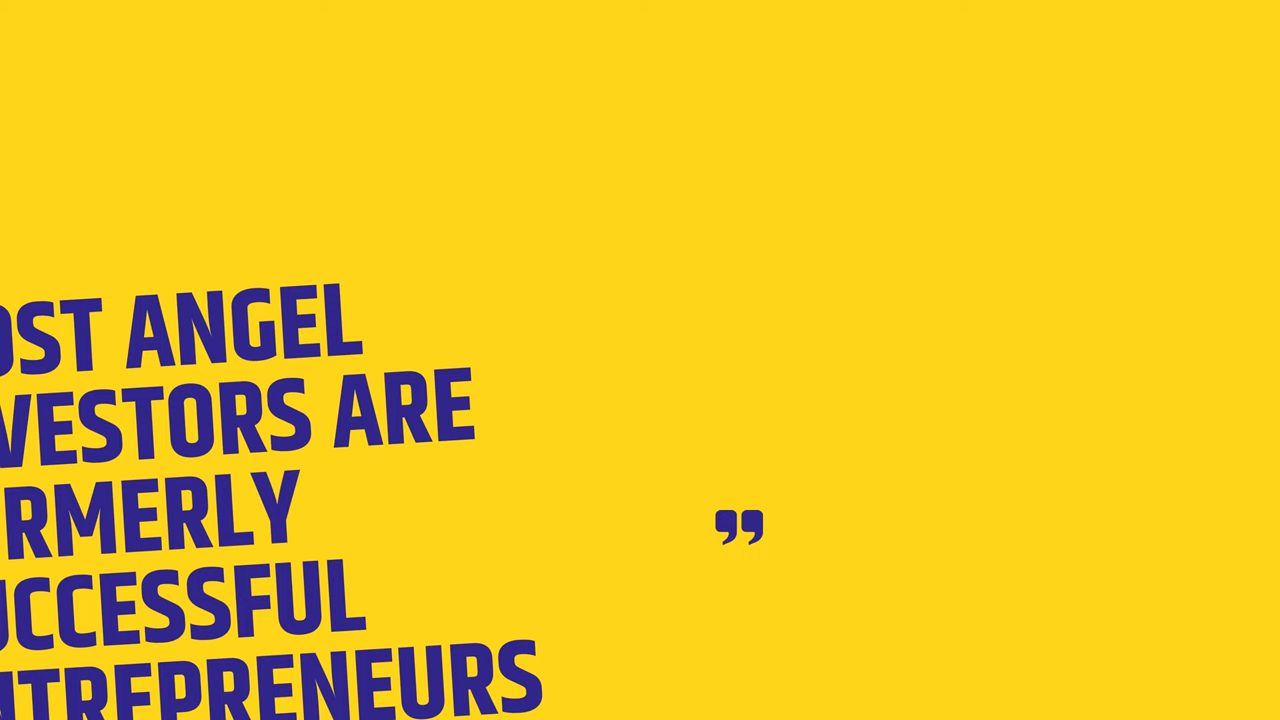 OST ANGEL
VESTORS ARE
RMERLY
UCCESSFUL
NTREPRENEURS
”